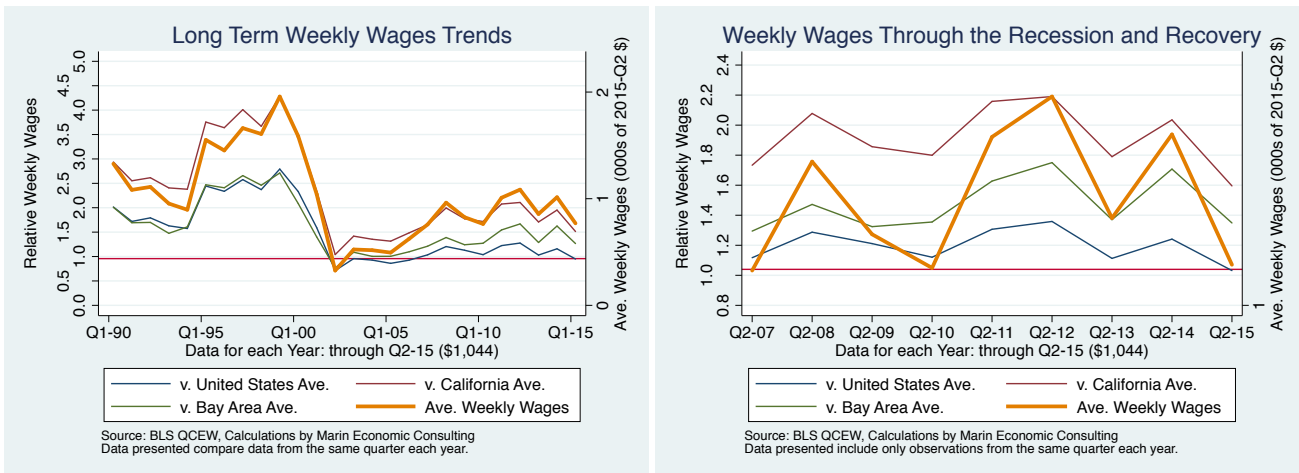 Long Term Weekly Wages Trends
Relative Weekly Wages
0.0 0.5 1.0 1.5 2.0 2.5 3.0 3.5 4.0 4.5 5.0
0 1 2
Ave. Weekly Wages (000s of 2015-Q2 $)
Q1-90 Q1-95 Q1-00 Q1-05 Q1-10 Q1-15
Data for each Year: through Q2-15 ($1,044)
v. United States Ave. v. California Ave.
v. Bay Area Ave. Ave. Weekly Wages
Source: BLS QCEW, Calculations by Marin Economic Consulting
Data presented compare data from the same quarter each year.
Weekly Wages Through the Recession and Recovery
Relative Weekly Wages
0.8 1.0 1.2 1.4 1.6 1.8 2.0 2.2 2.4
1
Ave. Weekly Wages (000s of 2015-Q2 $)
Q2-07 Q2-08 Q2-09 Q2-10 Q2-11 Q2-12 Q2-13 Q2-14 Q2-15
Data for each Year: through Q2-15 ($1,044)
v. United States Ave. v. California Ave.
v. Bay Area Ave. Ave. Weekly Wages
Source: BLS QCEW, Calculations by Marin Economic Consulting
Data presented include only observations from the same quarter each year.